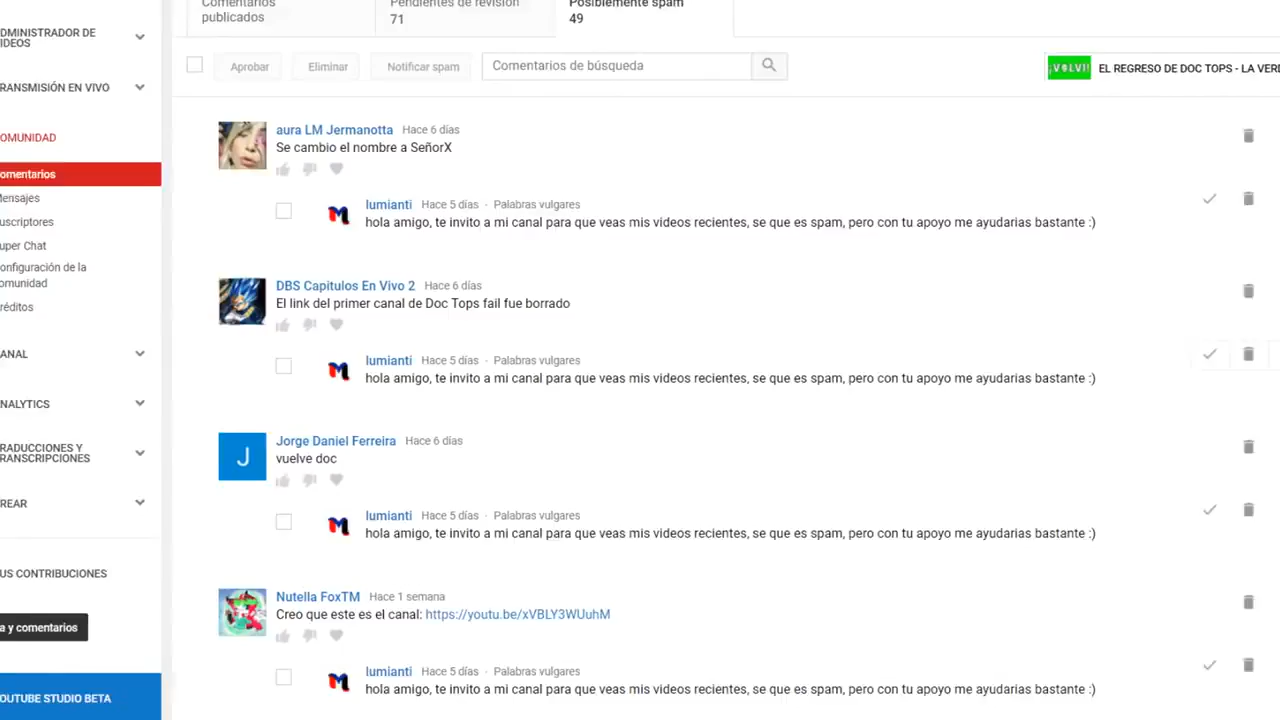 Comentarios
publicados
Pendientes de revisión
71
Posiblemente spam
49
DMINISTRADOR DE
IDEOS
RANSMISIÓN EN VIVO
OMUNIDAD
omentarios
Mensajes
uscriptores
uper Chat
onfiguración de la
omunidad
réditos
ANAL
NALYTICS
RADUCCIONES Y
RANSCRIPCIONES
REAR
US CONTRIBUCIONES
a y comentarios
OUTUBE STUDIO BETA
Aprobar
Eliminar
Notificar spam
Comentarios de búsqueda
¡VOLVI!
EL REGRESO DE DOC TOPS - LA VERD
aura LM Jermanotta Hace 6 días
Se cambio el nombre a SeñorX
lumianti Hace 5 días · Palabras vulgares
hola amigo, te invito a mi canal para que veas mis videos recientes, se que es spam, pero con tu apoyo me ayudarias bastante :)
DBS Capitulos En Vivo 2 Hace 6 días
El link del primer canal de Doc Tops fail fue borrado
lumianti Hace 5 días · Palabras vulgares
hola amigo, te invito a mi canal para que veas mis videos recientes, se que es spam, pero con tu apoyo me ayudarias bastante :)
J
Jorge Daniel Ferreira Hace 6 días
vuelve doc
lumianti Hace 5 días · Palabras vulgares
hola amigo, te invito a mi canal para que veas mis videos recientes, se que es spam, pero con tu apoyo me ayudarias bastante :)
Nutella FoxTM Hace 1 semana
Creo que este es el canal: https://youtu.be/xVBLY3WUuhM
lumianti Hace 5 días · Palabras vulgares
hola amigo, te invito a mi canal para que veas mis videos recientes, se que es spam, pero con tu apoyo me ayudarias bastante :)